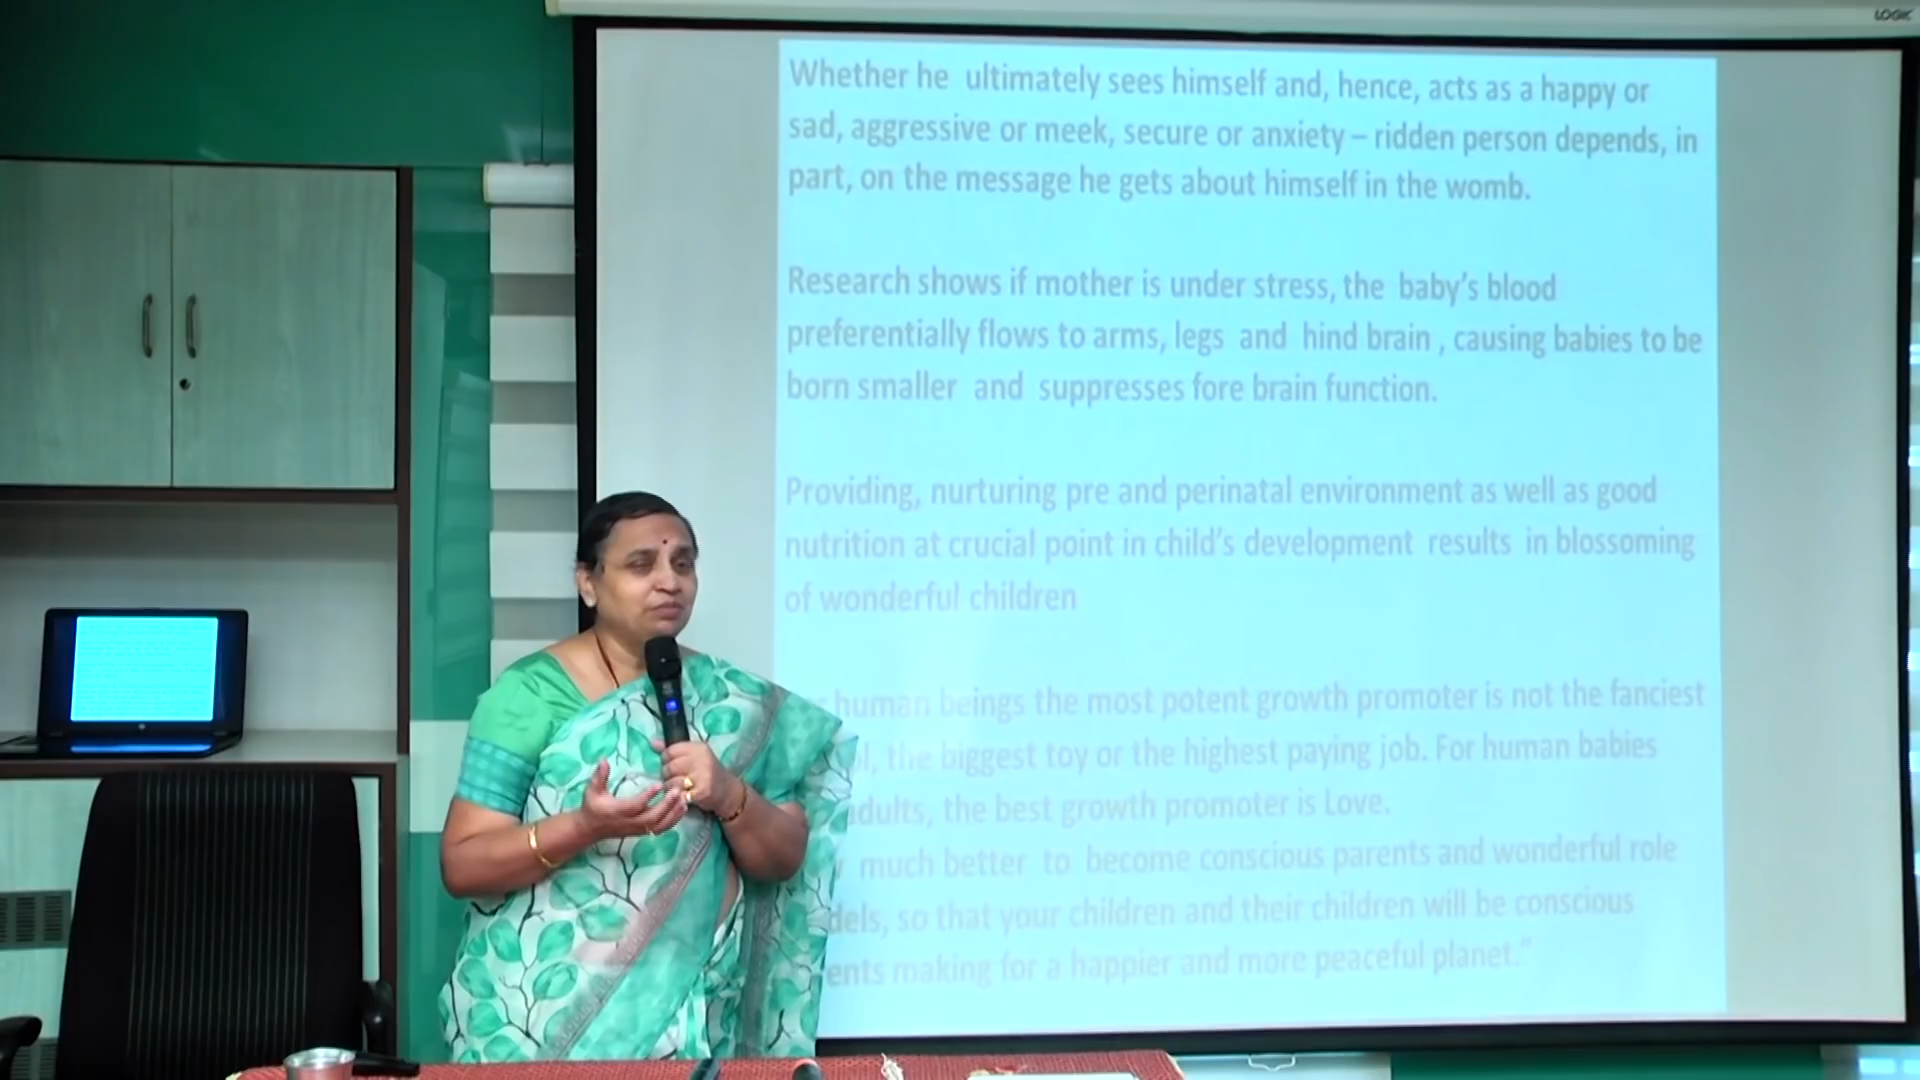 LOGIC
Whether he ultimately sees himself and, hence, acts as a happy or
sad, aggressive or meek, secure or anxiety – ridden person depends, in
part, on the message he gets about himself in the womb.
Research shows if mother is under stress, the baby's blood
preferentially flows to arms, legs and hind brain , causing babies to be
born smaller and suppresses fore brain function.
Providing, nurturing pre and perinatal environment as well as good
nutrition at crucial point in child's development results in blossoming
of wonderful children
human beings the most potent growth promoter is not the fanciest
the biggest toy or the highest paying job. For human babies
adults, the best growth promoter is Love.
much better to become conscious parents and wonderful role
so that your children and their children will be conscious
making for a happier and more peaceful planet."